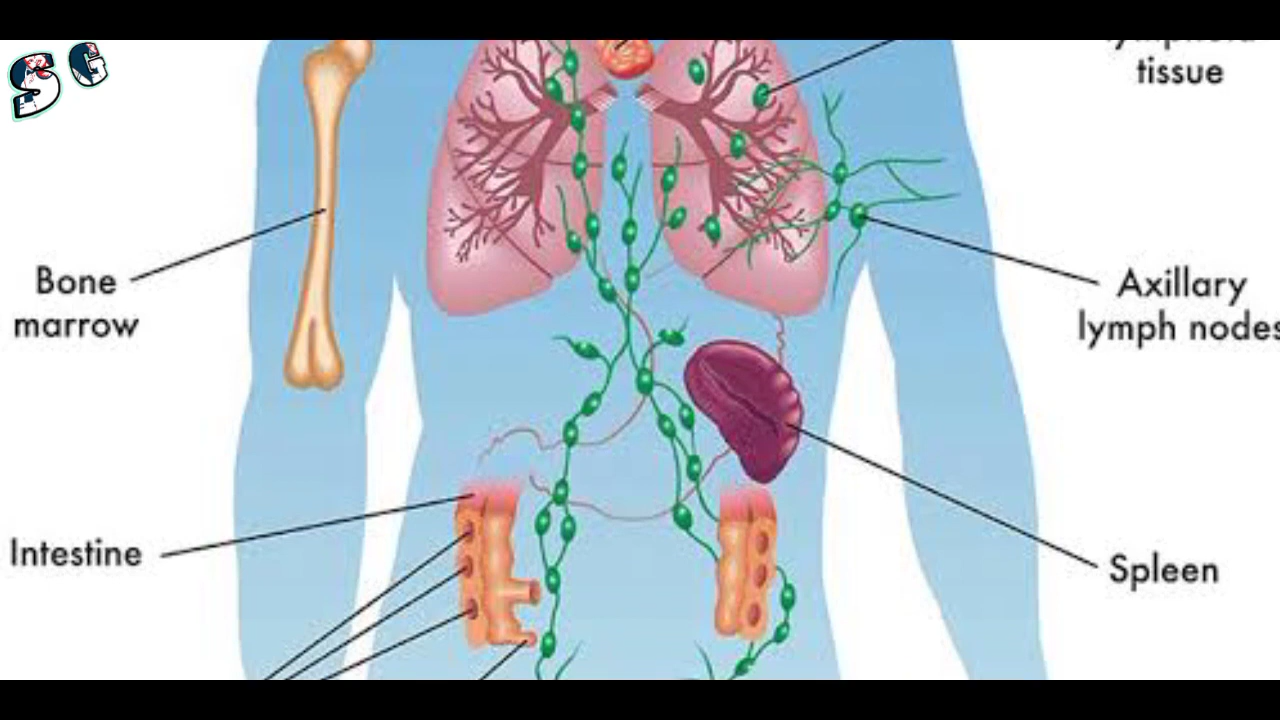 S G
tissue
Bone
marrow
Axillary
lymph nodes
Intestine
Spleen